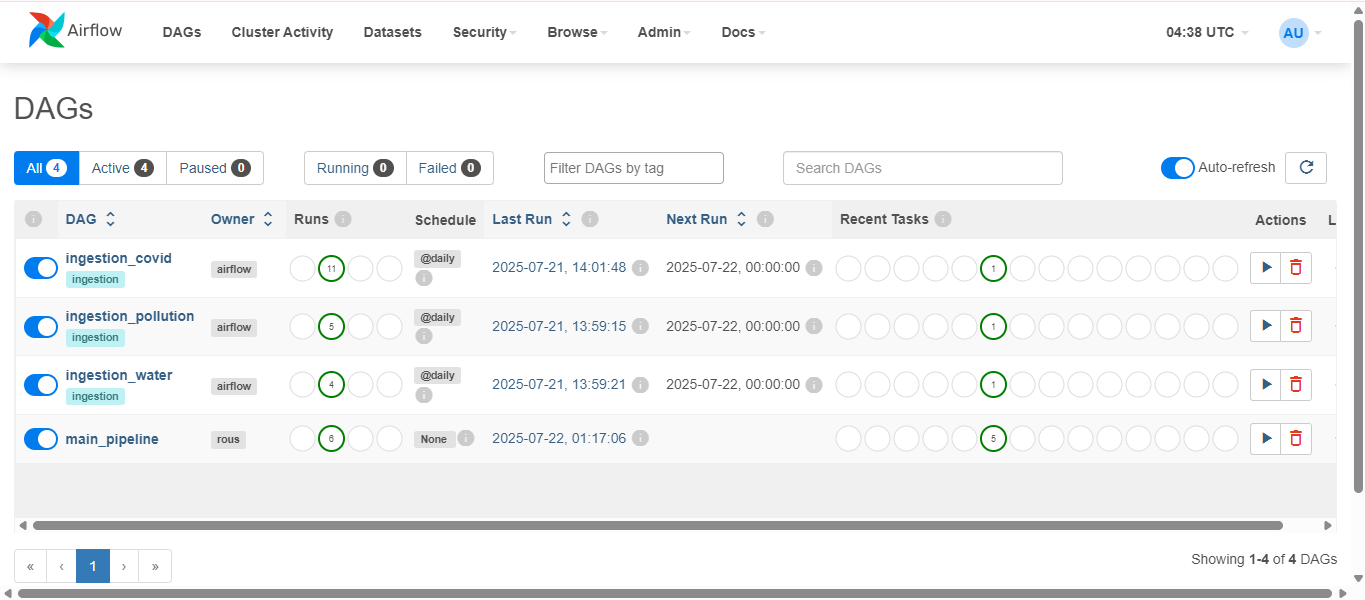 Airflow DAGs Cluster Activity Datasets Security Browse Admin Docs 04:38 UTC AU
DAGs
All 4 Active 4 Paused 0 Running 0 Failed 0 Filter DAGs by tag Search DAGs Auto-refresh
DAG Owner Runs Schedule Last Run Next Run Recent Tasks Actions L
ingestion_covid
ingestion
airflow 11 @daily 2025-07-21, 14:01:48 2025-07-22, 00:00:00 1
ingestion_pollution
ingestion
airflow 5 @daily 2025-07-21, 13:59:15 2025-07-22, 00:00:00 1
ingestion_water
ingestion
airflow 4 @daily 2025-07-21, 13:59:21 2025-07-22, 00:00:00 1
main_pipeline rous 6 None 2025-07-22, 01:17:06 5
« ‹ 1 › »
Showing 1-4 of 4 DAGs